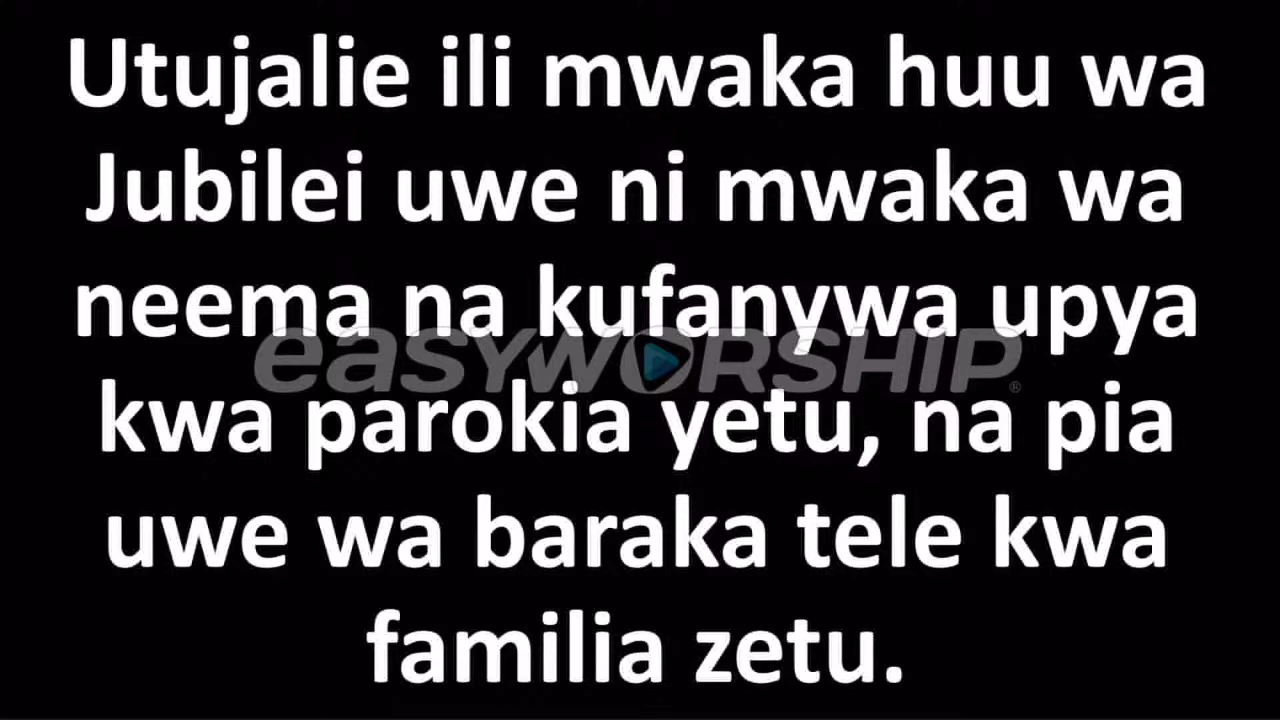 Utujalie ili mwaka huu wa
Jubilei uwe ni mwaka wa
neema na kufanywa upya
easyworship®
kwa parokia yetu, na pia
uwe wa baraka tele kwa
familia zetu.